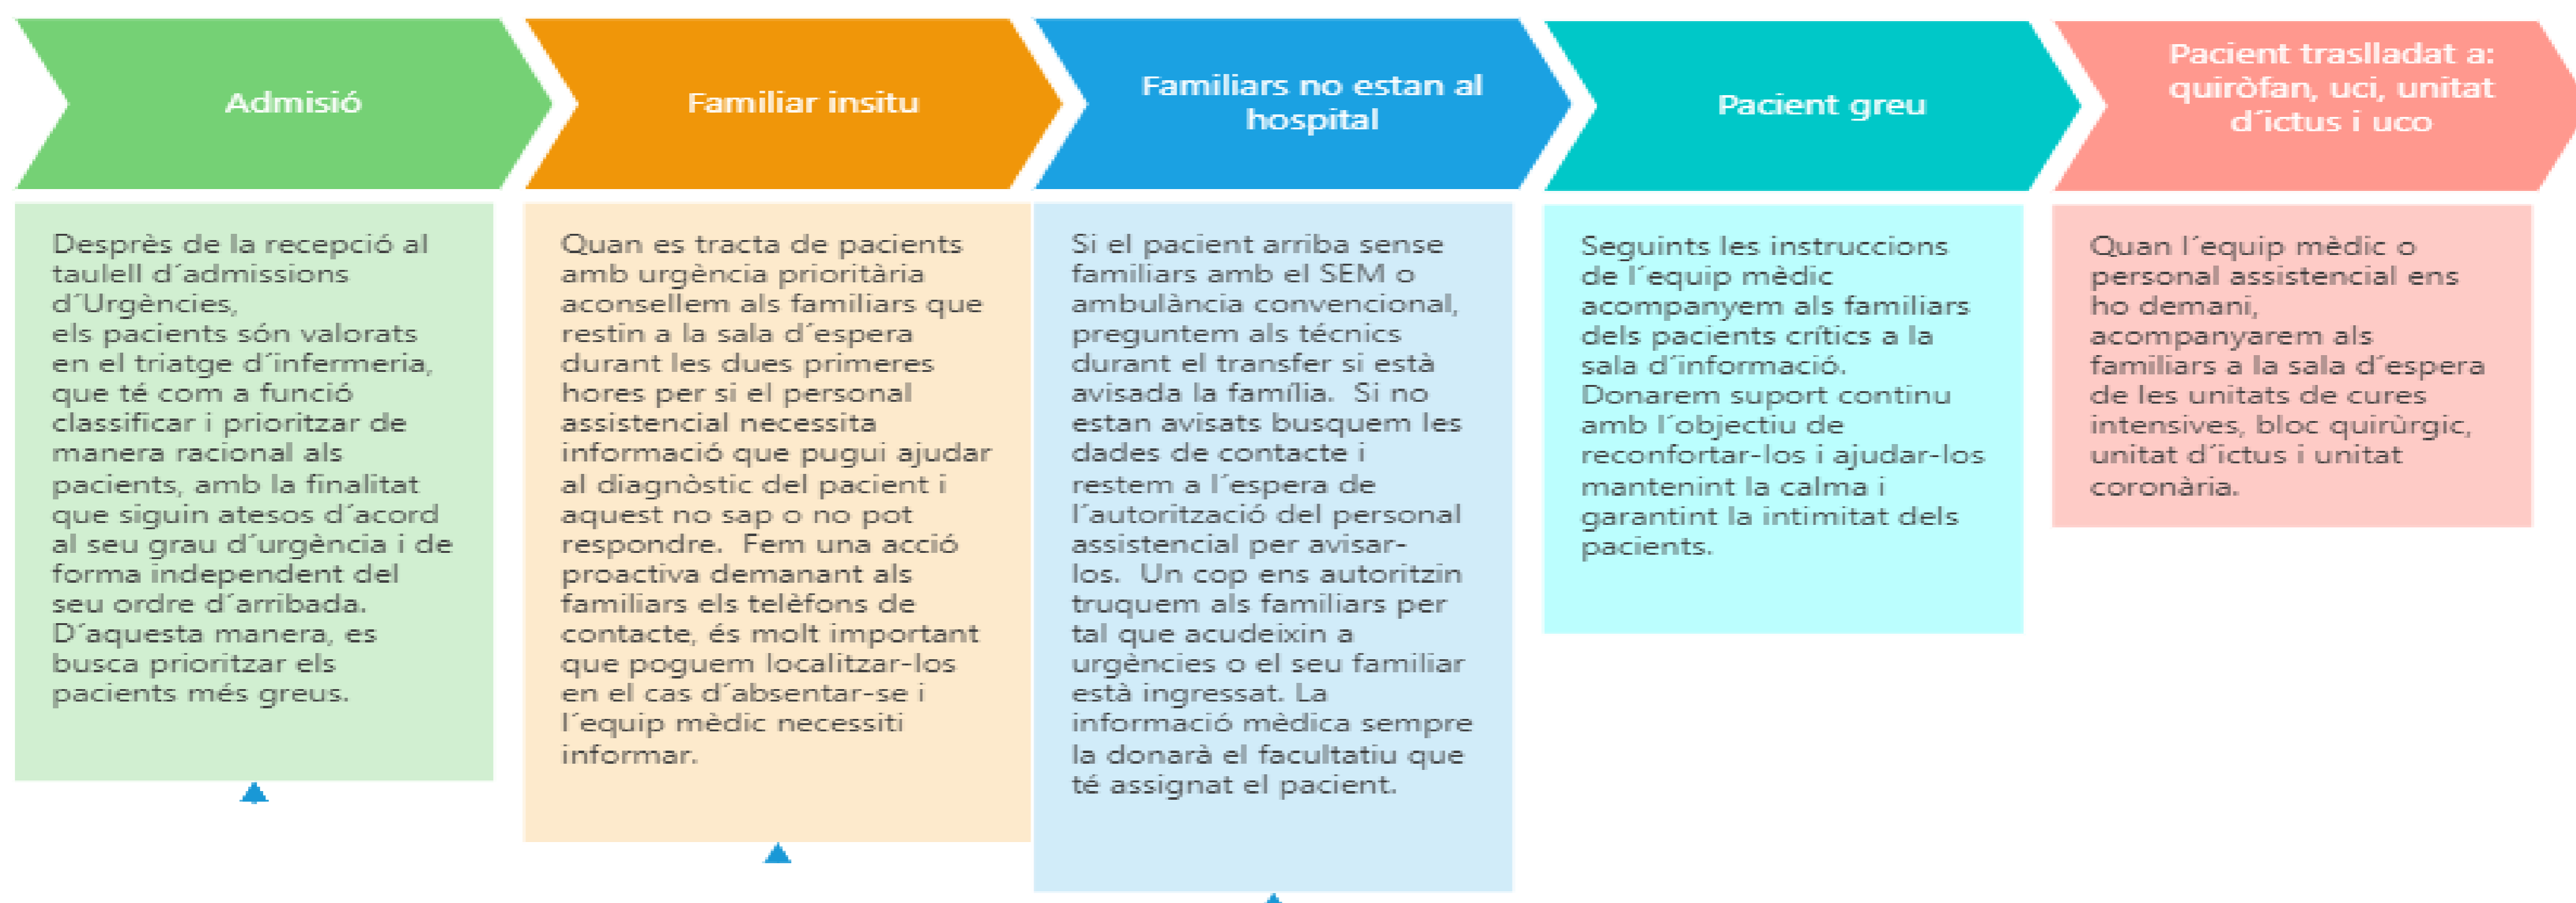 Admisió
Després de la recepció al
taulell d´admissions
d´Urgències,
els pacients són valorats
en el triatge d´infermeria,
que té com a funció
classificar i prioritzar de
manera racional als
pacients, amb la finalitat
que siguin atesos d´acord
al seu grau d´urgència i de
forma independent del
seu ordre d´arribada.
D´aquesta manera, es
busca prioritzar els
pacients més greus.
Familiar insitu
Quan es tracta de pacients
amb urgència prioritària
aconsellem als familiars que
restin a la sala d´espera
durant les dues primeres
hores per si el personal
assistencial necessita
informació que pugui ajudar
al diagnòstic del pacient i
aquest no sap o no pot
respondre.  Fem una acció
proactiva demanant als
familiars els telèfons de
contacte, és molt important
que poguem localitzar-los
en el cas d´absentar-se i
l´equip mèdic necessiti
informar.
Familiars no estan al
hospital
Si el pacient arriba sense
familiars amb el SEM o
ambulància convencional,
preguntem als técnics
durant el transfer si està
avisada la família.  Si no
estan avisats busquem les
dades de contacte i
restem a l´espera de
l´autorització del personal
assistencial per avisar-
los.  Un cop ens autoritzin
truquem als familiars per
tal que acudeixin a
urgències o el seu familiar
està ingressat. La
informació mèdica sempre
la donarà el facultatiu que
té assignat el pacient.
Pacient greu
Seguints les instruccions
de l´equip mèdic
acompanyem als familiars
dels pacients crítics a la
sala d´informació.
Donarem suport continu
amb l´objectiu de
reconfortar-los i ajudar-los
mantenint la calma i
garantint la intimitat dels
pacients.
Pacient traslladat a:
quiròfan, uci, unitat
d´ictus i uco
Quan l´equip mèdic o
personal assistencial ens
ho demani,
acompanyarem als
familiars a la sala d´espera
de les unitats de cures
intensives, bloc quirùrgic,
unitat d´ictus i unitat
coronària.